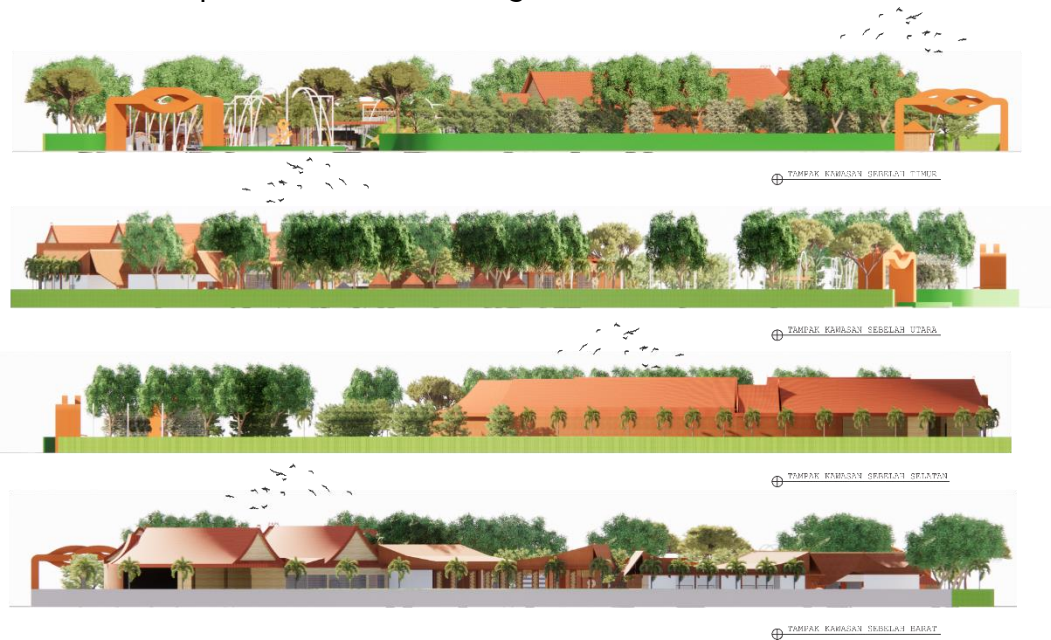 TAMPAK KAWASAN SEBELAH TIMUR
TAMPAK KAWASAN SEBELAH UTARA
TAMPAK KAWASAN SEBELAH SELATAN
TAMPAK KAWASAN SEBELAH BARAT